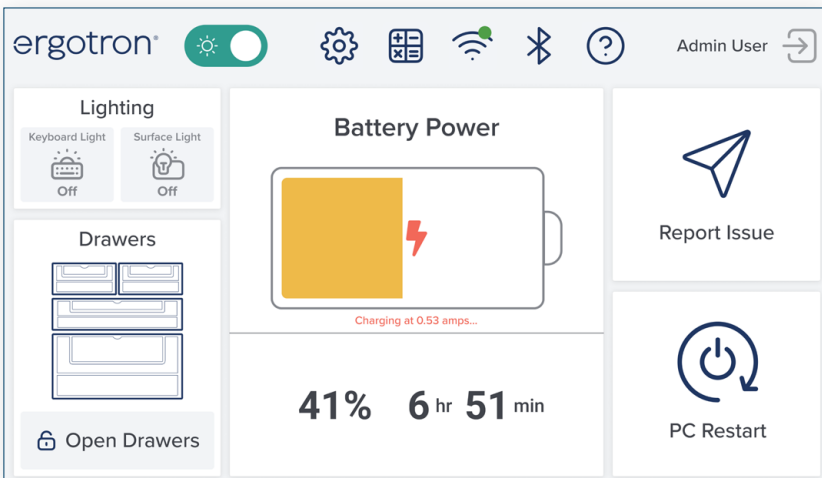 ergotron®
Admin User
Lighting
Keyboard Light
Off
Surface Light
Off
Drawers
Open Drawers
Battery Power
Charging at 0.53 amps...
41% 6 hr 51 min
Report Issue
PC Restart